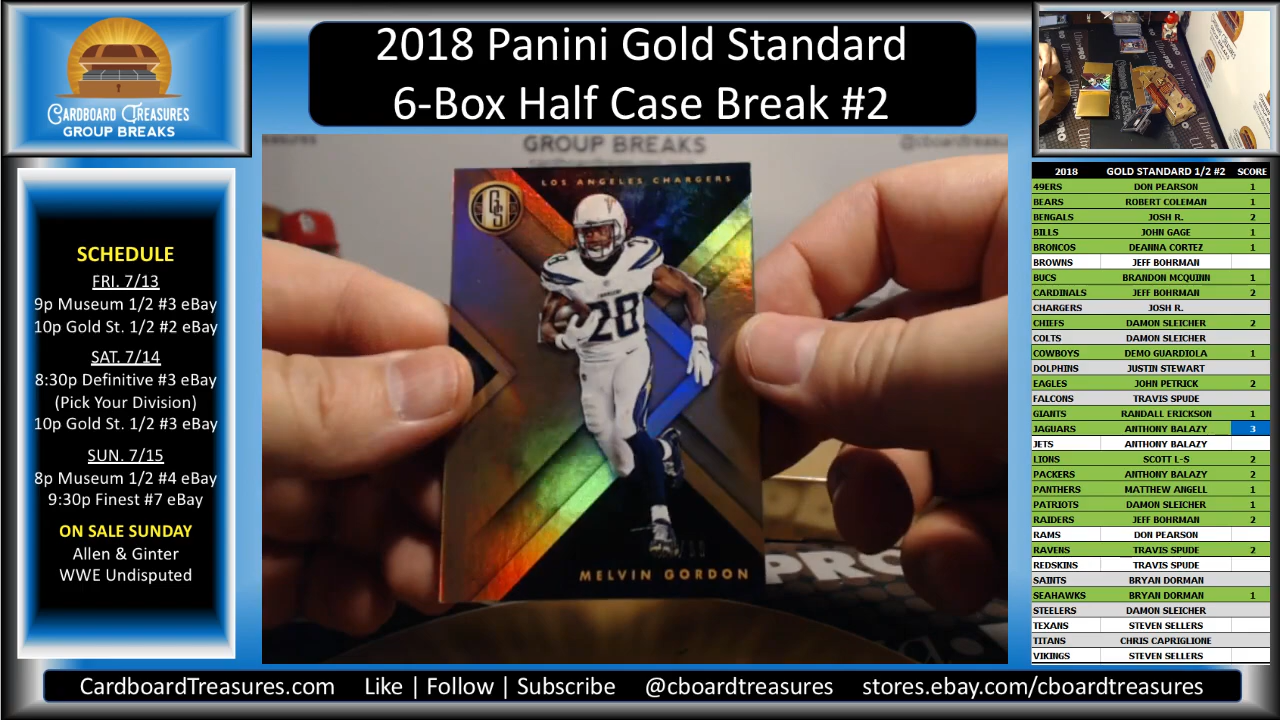 CARDBOARD TREASURES
GROUP BREAKS
2018 Panini Gold Standard
6-Box Half Case Break #2
SCHEDULE
FRI. 7/13
9p Museum 1/2 #3 eBay
10p Gold St. 1/2 #2 eBay
SAT. 7/14
8:30p Definitive #3 eBay
(Pick Your Division)
10p Gold St. 1/2 #3 eBay
SUN. 7/15
8p Museum 1/2 #4 eBay
9:30p Finest #7 eBay
ON SALE SUNDAY
Allen & Ginter
WWE Undisputed
GROUP BREAKS
LOS ANGELES CHARGERS
GS
28
MELVIN GORDON
PRO
2018 GOLD STANDARD 1/2 #2 SCORE
49ERS DON PEARSON 1
BEARS ROBERT COLEMAN 1
BENGALS JOSH R. 2
BILLS JOHN GAGE 1
BRONCOS DEANNA CORTEZ 1
BROWNS JEFF BOHRMAN
BUCS BRANDON MCQUINN 1
CARDINALS JEFF BOHRMAN 2
CHARGERS JOSH R.
CHIEFS DAMON SLEICHER 2
COLTS DAMON SLEICHER
COWBOYS DEMO GUARDIOLA 1
DOLPHINS JUSTIN STEWART
EAGLES JOHN PETRICK 2
FALCONS TRAVIS SPUDE
GIANTS RANDALL ERICKSON 1
JAGUARS ANTHONY BALAZY 3
JETS ANTHONY BALAZY
LIONS SCOTT L-S 2
PACKERS ANTHONY BALAZY 2
PANTHERS MATTHEW ANGELL 1
PATRIOTS DAMON SLEICHER 1
RAIDERS JEFF BOHRMAN 2
RAMS DON PEARSON
RAVENS TRAVIS SPUDE 2
REDSKINS TRAVIS SPUDE
SAINTS BRYAN DORMAN
SEAHAWKS BRYAN DORMAN 1
STEELERS DAMON SLEICHER
TEXANS STEVEN SELLERS
TITANS CHRIS CAPRIGLIONE
VIKINGS STEVEN SELLERS
CardboardTreasures.com Like | Follow | Subscribe @cboardtreasures stores.ebay.com/cboardtreasures